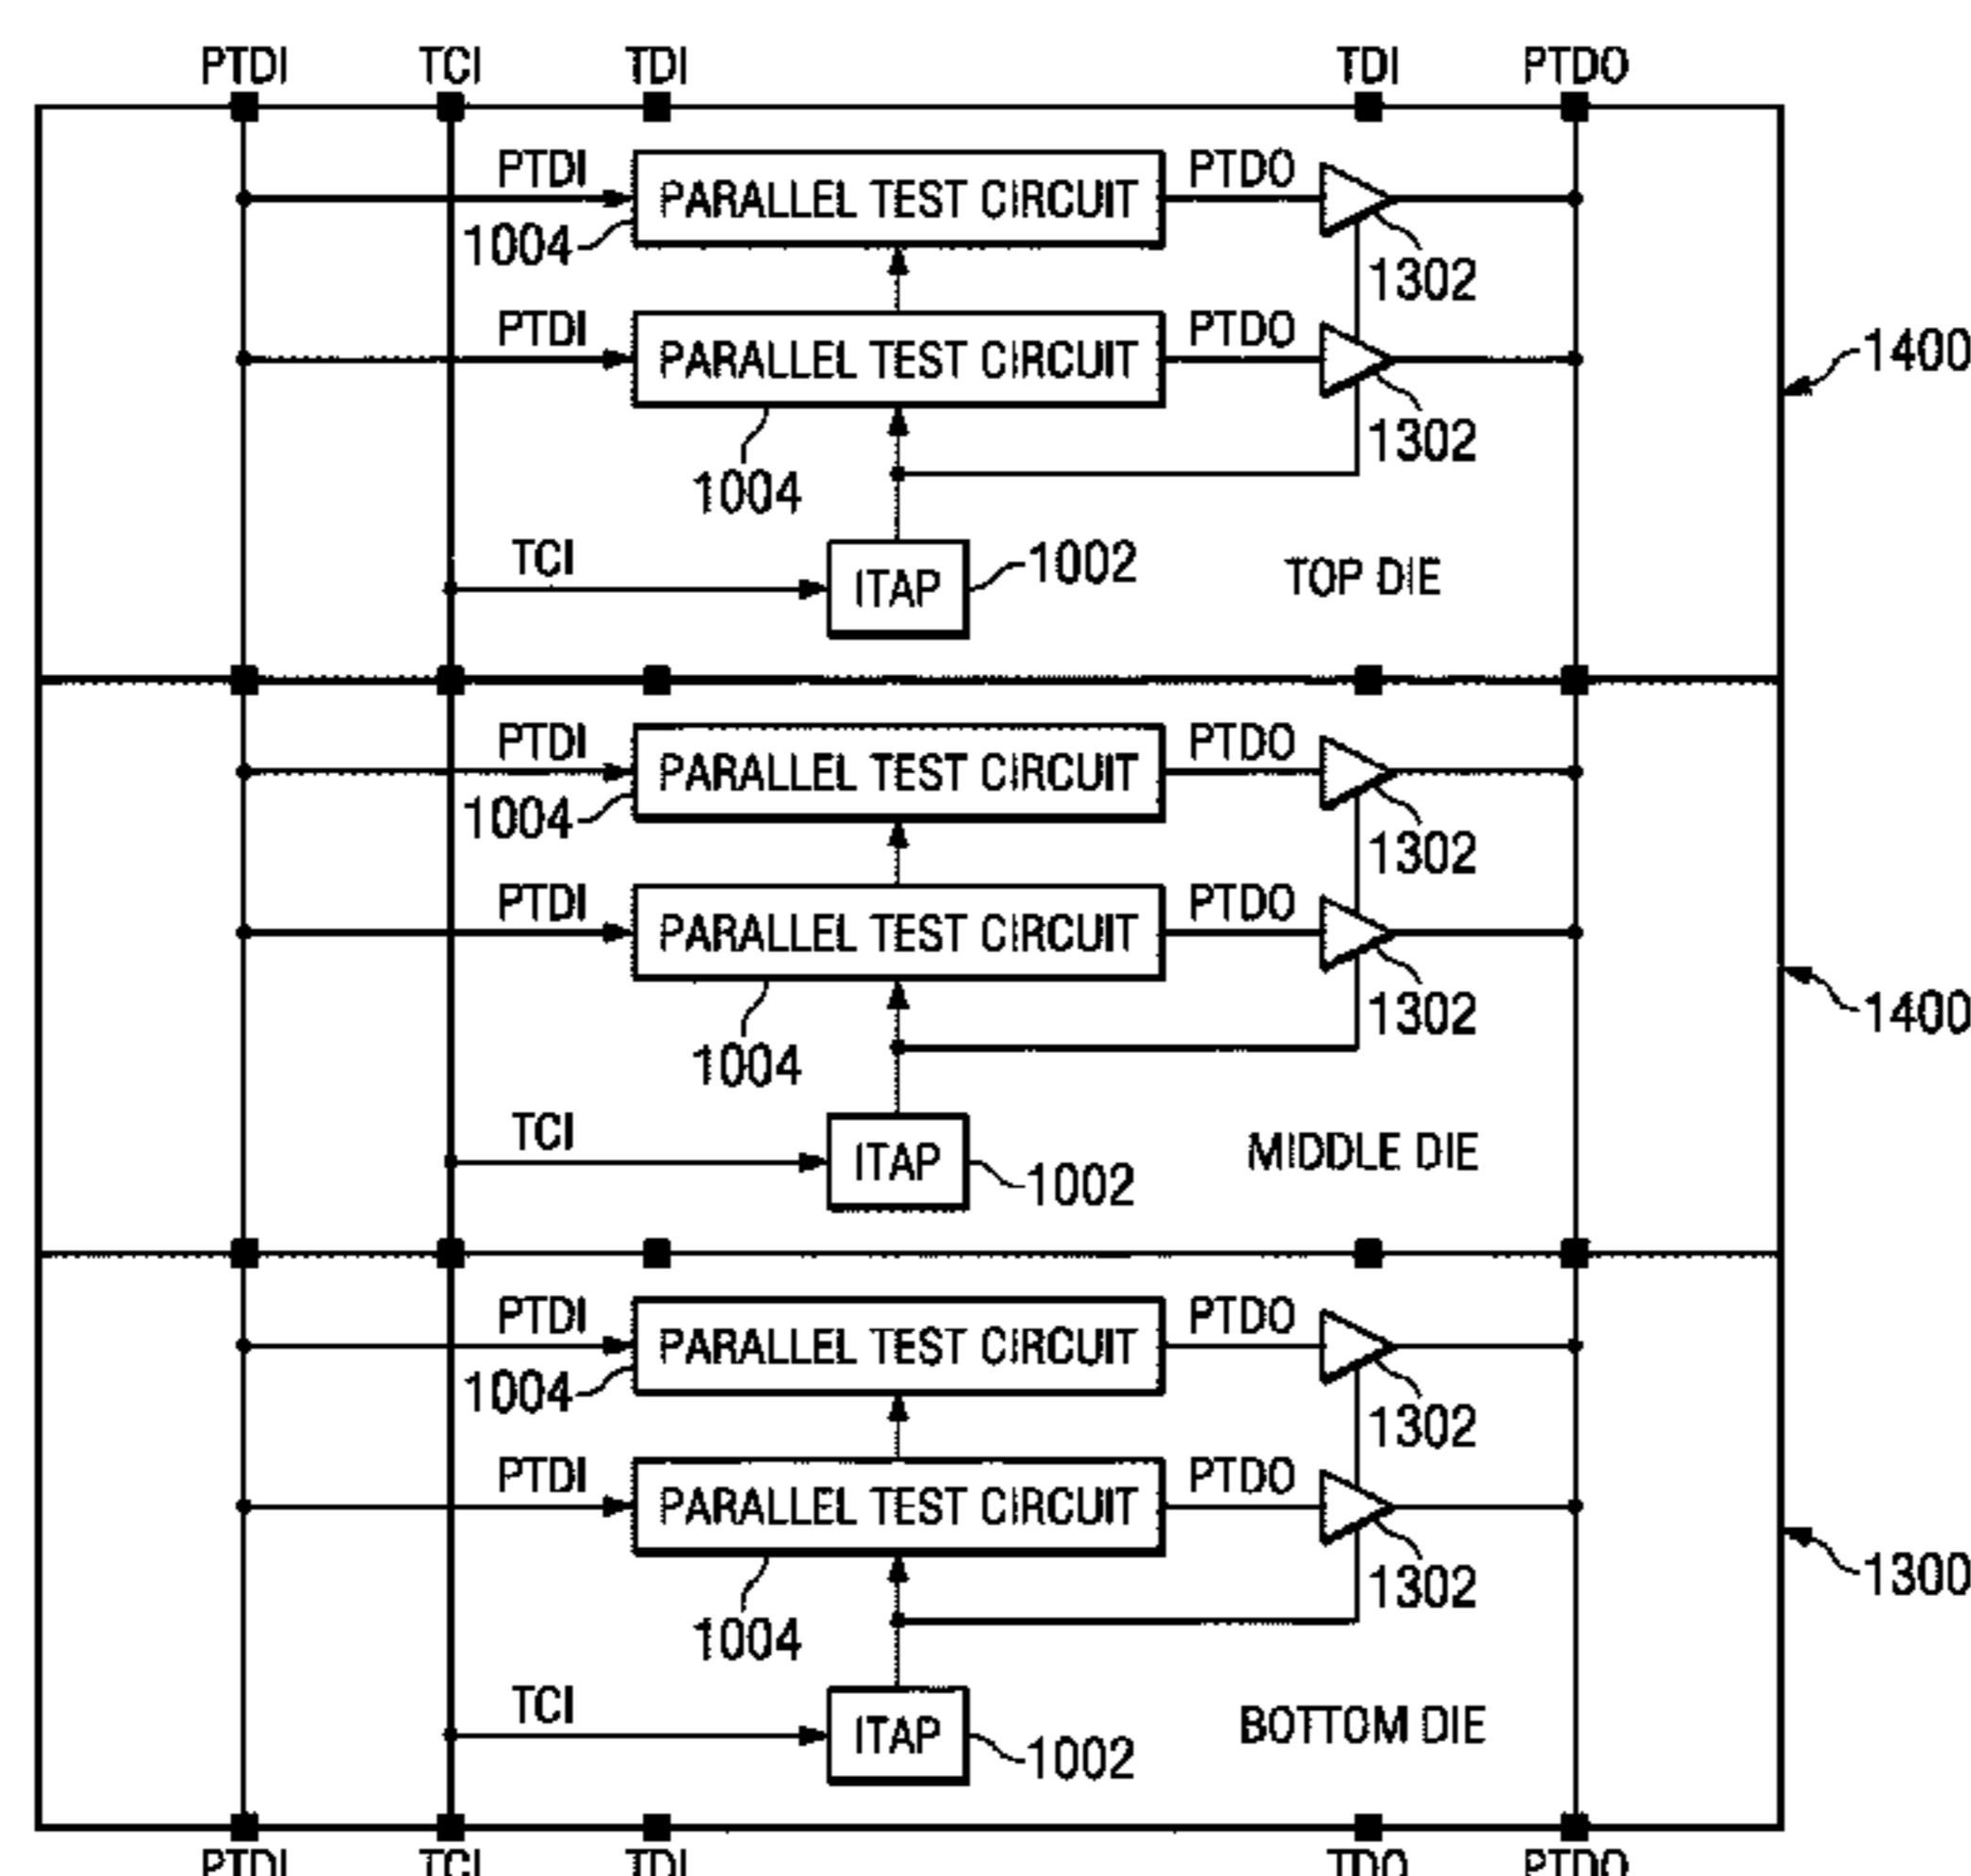 PTDI TCI TDI TDI PTDO
PTDI PARALLEL TEST CIRCUIT PTDO
1004 1302
PTDI PARALLEL TEST CIRCUIT PTDO 1400
1302
1004
TCI ITAP 1002 TOP DIE
PTDI PARALLEL TEST CIRCUIT PTDO
1004 1302
PTDI PARALLEL TEST CIRCUIT PTDO
1302 1400
1004
TCI ITAP 1002 MIDDLE DIE
PTDI PARALLEL TEST CIRCUIT PTDO
1004 1302
PTDI PARALLEL TEST CIRCUIT PTDO
1302 1300
1004
TCI ITAP 1002 BOTTOM DIE
PTDI TCI TDI TDO PTDO